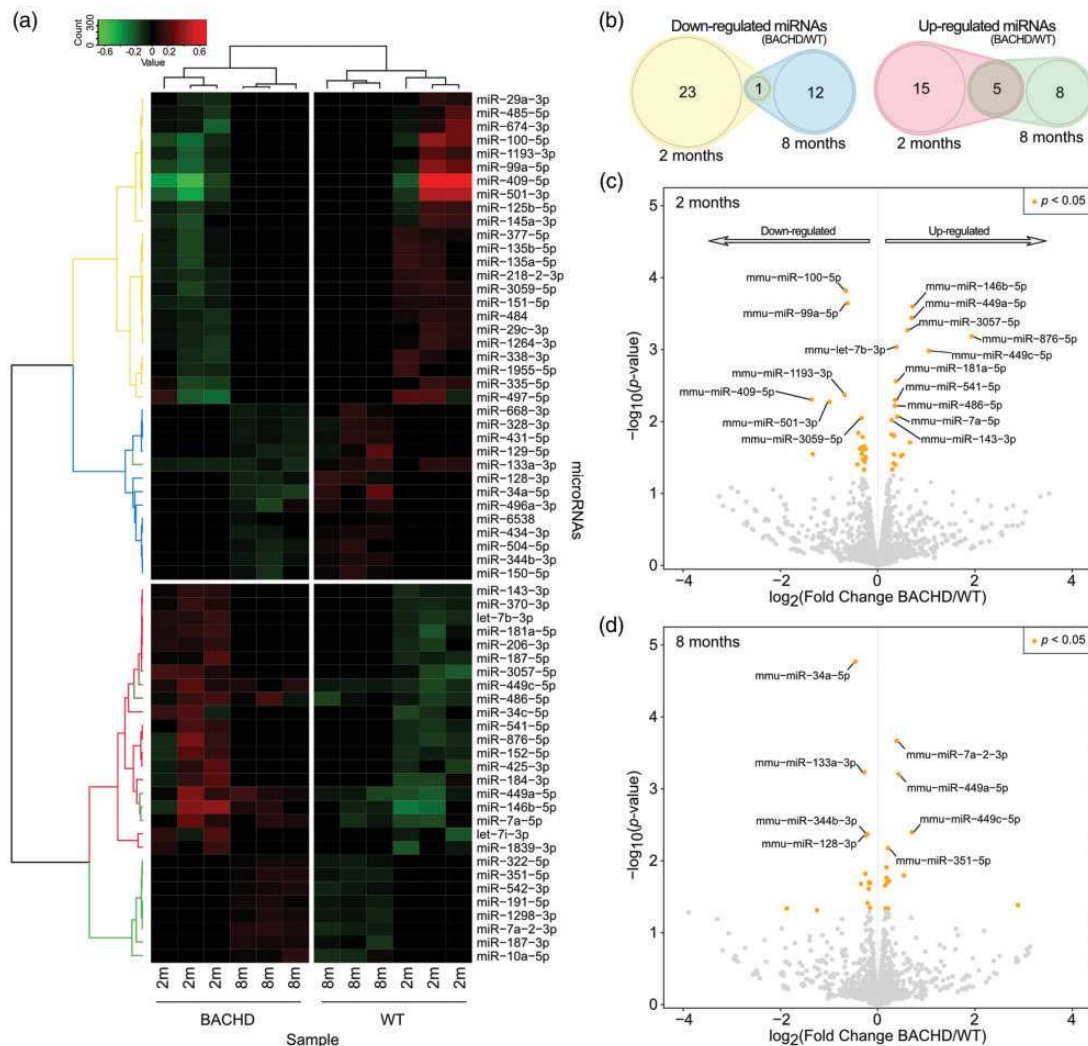 (a)
Count
0 300
-0.6 -0.2 0.2 0.6
Value
miR-29a-3p
miR-485-5p
miR-674-3p
miR-100-5p
miR-1193-3p
miR-99a-5p
miR-409-5p
miR-501-3p
miR-125b-5p
miR-145a-3p
miR-377-5p
miR-135b-5p
miR-135a-5p
miR-218-2-3p
miR-3059-5p
miR-151-5p
miR-484
miR-29c-3p
miR-1264-3p
miR-338-3p
miR-1955-5p
miR-335-5p
miR-497-5p
miR-668-3p
miR-328-3p
miR-431-5p
miR-129-5p
miR-133a-3p
miR-128-3p
miR-34a-5p
miR-496a-3p
miR-6538
miR-434-3p
miR-504-5p
miR-344b-3p
miR-150-5p
miR-143-3p
miR-370-3p
let-7b-3p
miR-181a-5p
miR-206-3p
miR-187-5p
miR-3057-5p
miR-449c-5p
miR-486-5p
miR-34c-5p
miR-541-5p
miR-876-5p
miR-152-5p
miR-425-3p
miR-184-3p
miR-449a-5p
miR-146b-5p
miR-7a-5p
let-7i-3p
miR-1839-3p
miR-322-5p
miR-351-5p
miR-542-3p
miR-191-5p
miR-1298-3p
miR-7a-2-3p
miR-187-3p
miR-10a-5p
microRNAs
2m 2m 2m 8m 8m 8m 8m 8m 8m 2m 2m 2m
BACHD WT
Sample
(b)
Down-regulated miRNAs
(BACHD/WT)
23 1 12
2 months 8 months
Up-regulated miRNAs
(BACHD/WT)
15 5 8
2 months 8 months
(c)
2 months
p < 0.05
Down-regulated Up-regulated
mmu-miR-100-5p
mmu-miR-99a-5p
mmu-let-7b-3p
mmu-miR-1193-3p
mmu-miR-409-5p
mmu-miR-501-3p
mmu-miR-3059-5p
mmu-miR-146b-5p
mmu-miR-449a-5p
mmu-miR-3057-5p
mmu-miR-876-5p
mmu-miR-449c-5p
mmu-miR-181a-5p
mmu-miR-541-5p
mmu-miR-486-5p
mmu-miR-7a-5p
mmu-miR-143-3p
5
4
3
2
1
0
−log10(p-value)
−4 −2 0 2 4
log2(Fold Change BACHD/WT)
(d)
8 months
p < 0.05
mmu-miR-34a-5p
mmu-miR-133a-3p
mmu-miR-344b-3p
mmu-miR-128-3p
mmu-miR-7a-2-3p
mmu-miR-449a-5p
mmu-miR-449c-5p
mmu-miR-351-5p
5
4
3
2
1
0
−log10(p-value)
−4 −2 0 2 4
log2(Fold Change BACHD/WT)